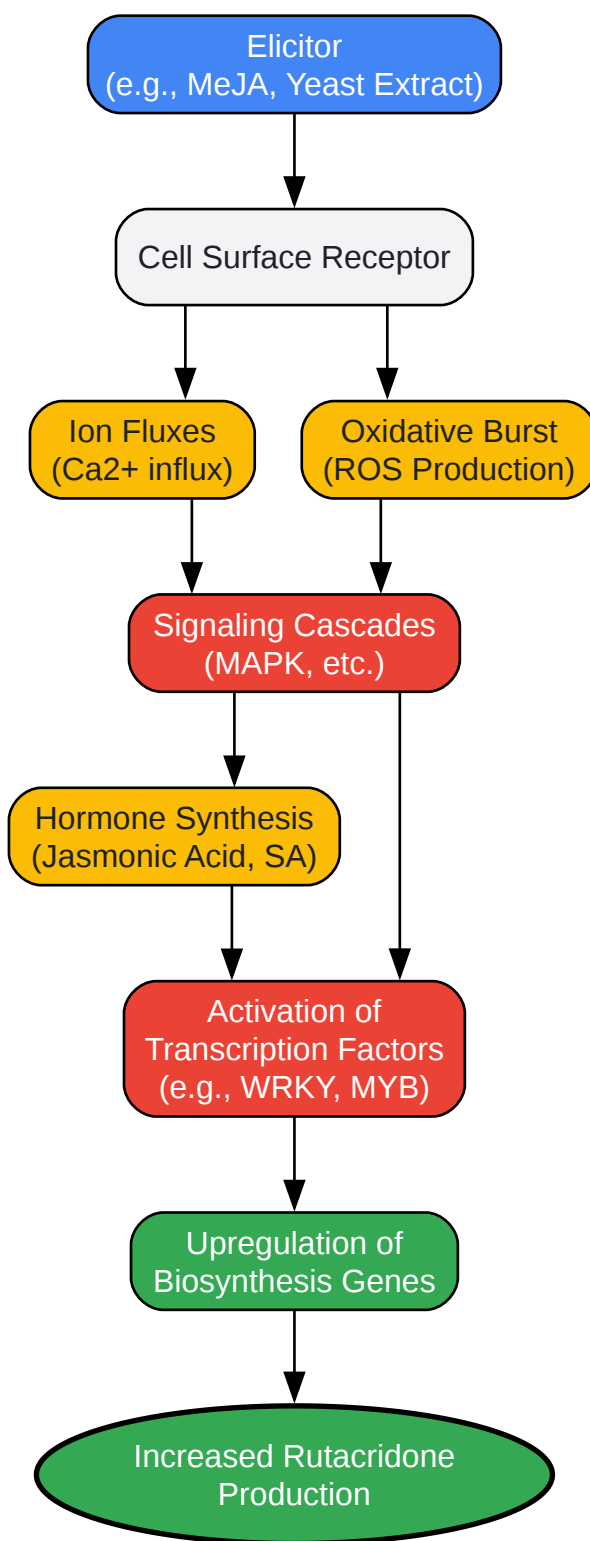 Elicitor
(e.g., MeJA, Yeast Extract)
Cell Surface Receptor
Ion Fluxes
(Ca2+ influx)
Oxidative Burst
(ROS Production)
Signaling Cascades
(MAPK, etc.)
Hormone Synthesis
(Jasmonic Acid, SA)
Activation of
Transcription Factors
(e.g., WRKY, MYB)
Upregulation of
Biosynthesis Genes
Increased Rutacridone
Production